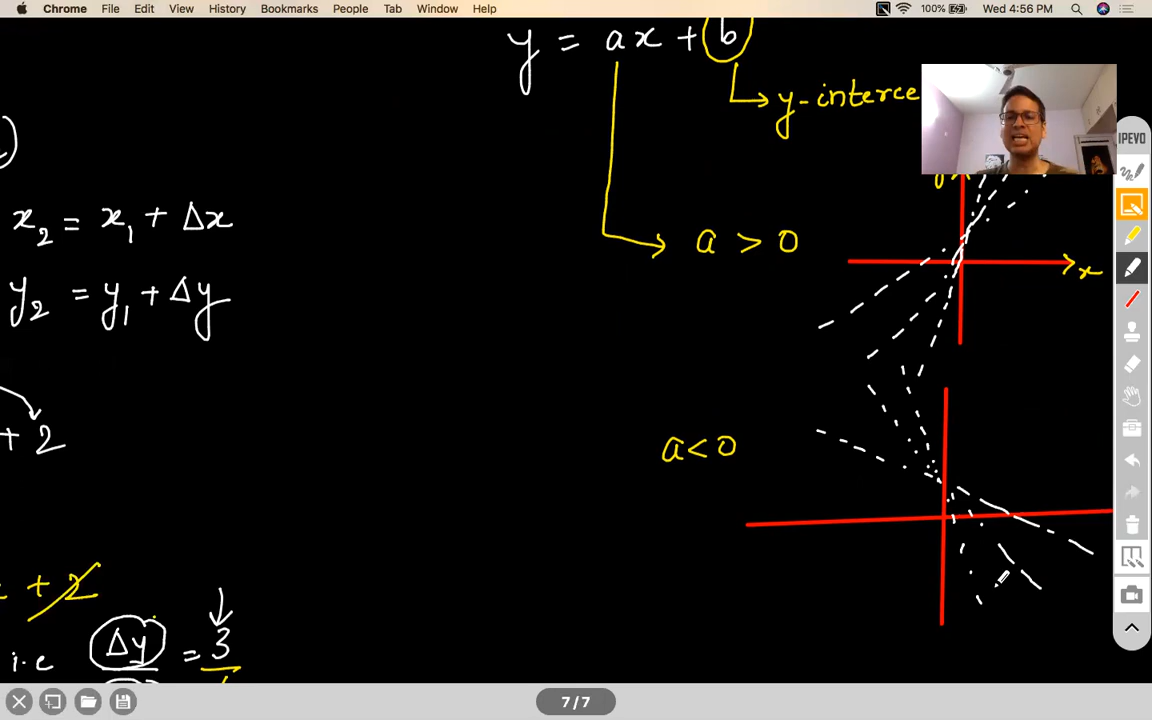 Chrome File Edit View History Bookmarks People Tab Window Help 100% Wed 4:56 PM
y = ax + b
→ y-interce
IPEVO
x₂ = x₁ + Δx
→ a > 0
x
y₂ = y₁ + Δy
+ 2
a < 0
+ 2
i.e Δy = 3
7/7